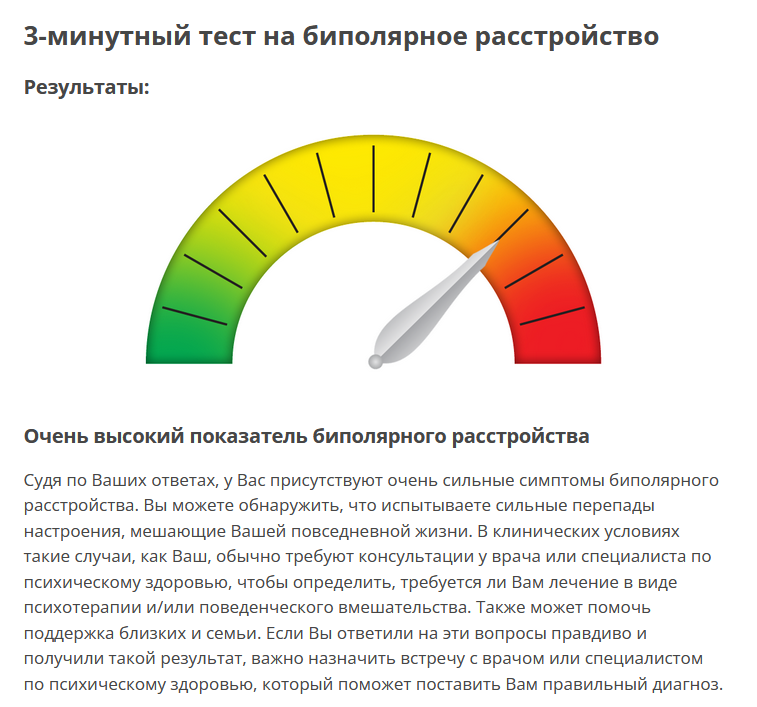 3-минутный тест на биполярное расстройство
Результаты:
Очень высокий показатель биполярного расстройства
Судя по Ваших ответах, у Вас присутствуют очень сильные симптомы биполярного
расстройства. Вы можете обнаружить, что испытываете сильные перепады
настроения, мешающие Вашей повседневной жизни. В клинических условиях
такие случаи, как Ваш, обычно требуют консультации у врача или специалиста по
психическому здоровью, чтобы определить, требуется ли Вам лечение в виде
психотерапии и/или поведенческого вмешательства. Также может помочь
поддержка близких и семьи. Если Вы ответили на эти вопросы правдиво и
получили такой результат, важно назначить встречу с врачом или специалистом
по психическому здоровью, который поможет поставить Вам правильный диагноз.